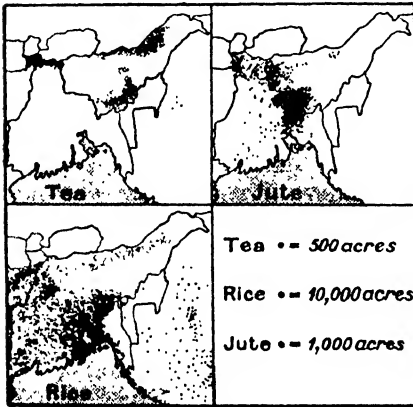 Tea
Jute
Rice
Tea • = 500 acres
Rice • = 10,000 acres
Jute • = 1,000 acres